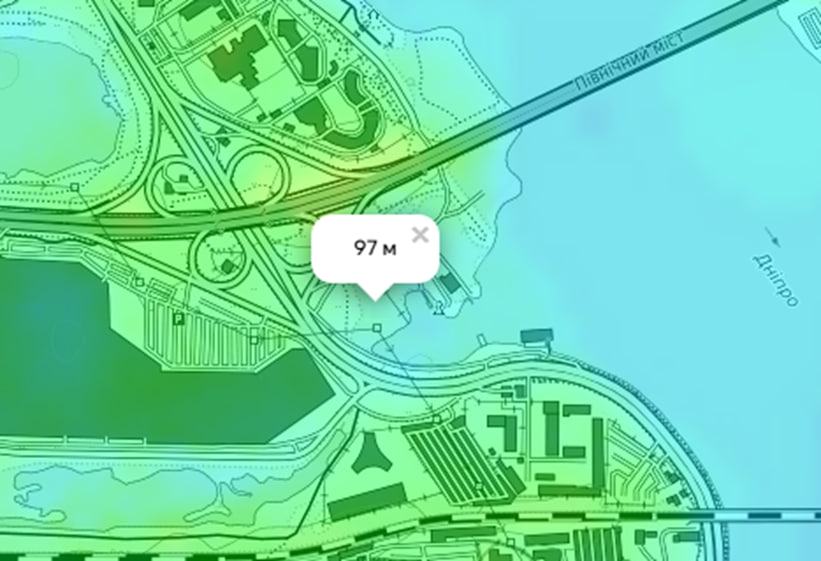 Північний міст
97 м
Дніпро
P